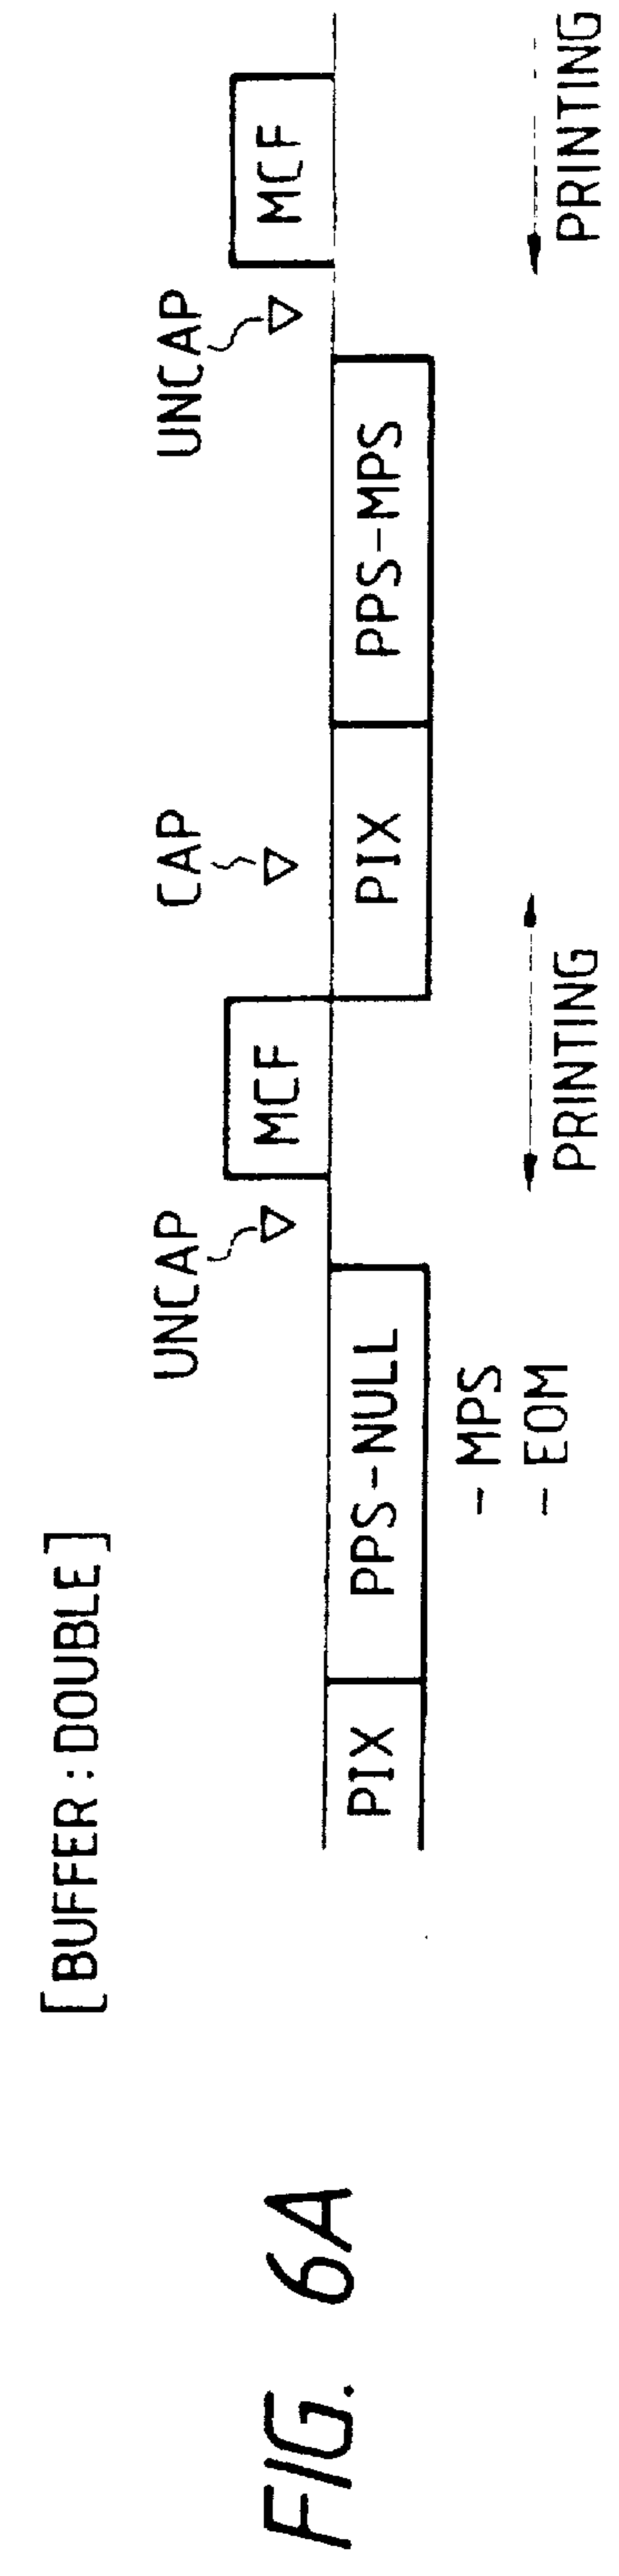 FIG. 6A
[BUFFER:DOUBLE]
UNCAP
CAP
UNCAP
MCF
MCF
PIX
PPS-NULL
PIX
PPS-MPS
- MPS
- EOM
PRINTING
PRINTING